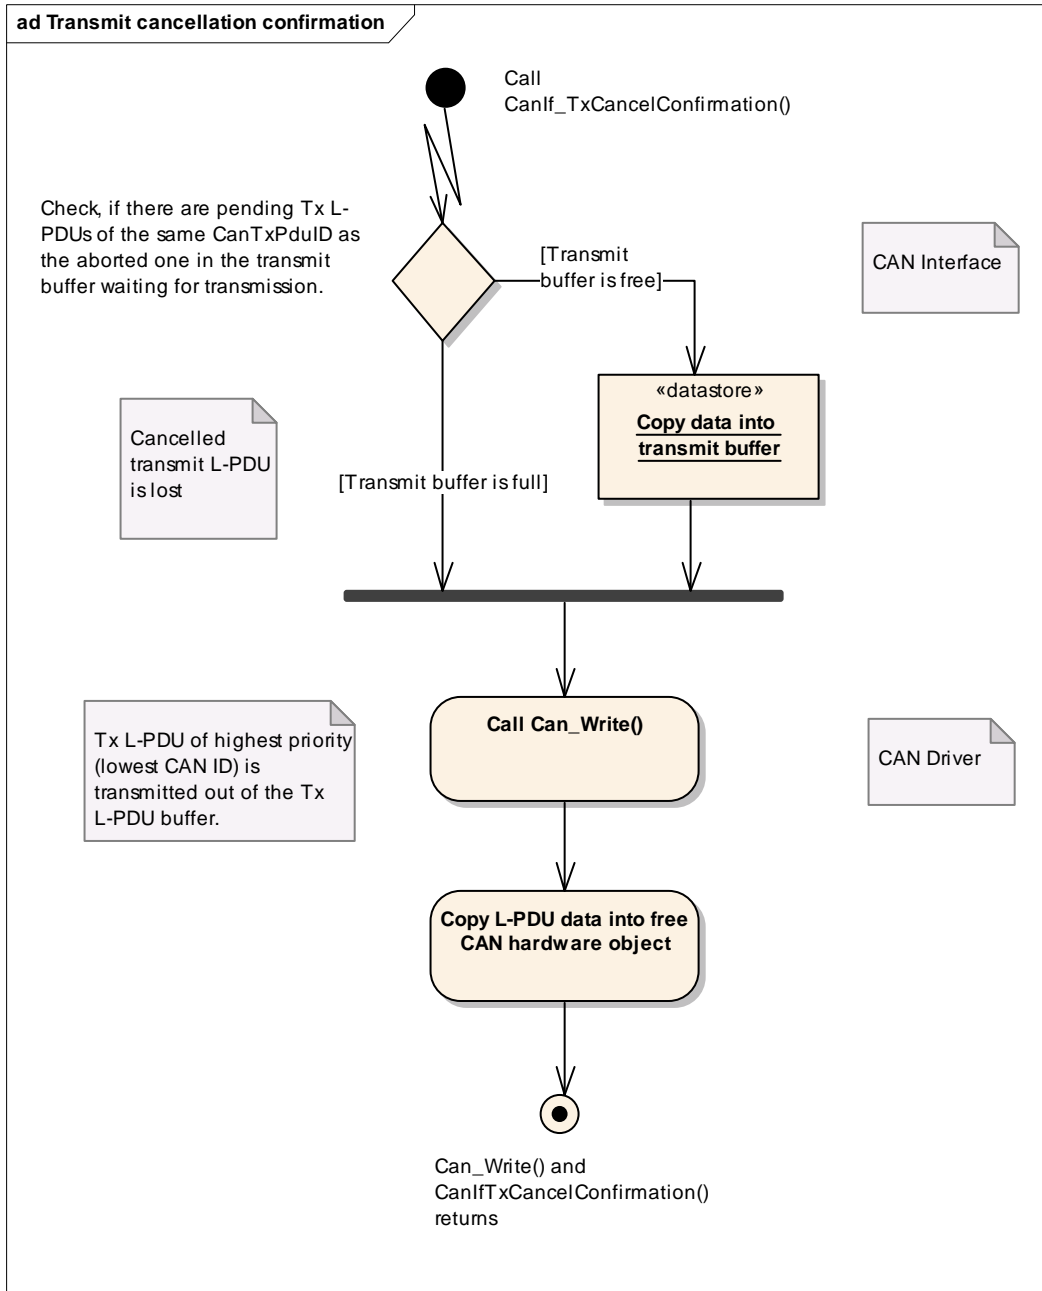 ad Transmit cancellation confirmation
Call
CanIf_TxCancelConfirmation()
Check, if there are pending Tx L-
PDUs of the same CanTxPduID as
the aborted one in the transmit
buffer waiting for transmission.
[Transmit
buffer is free]
CAN Interface
«datastore»
Copy data into
transmit buffer
Cancelled
transmit L-PDU
is lost
[Transmit buffer is full]
Call Can_Write()
Tx L-PDU of highest priority
(lowest CAN ID) is
transmitted out of the Tx
L-PDU buffer.
CAN Driver
Copy L-PDU data into free
CAN hardware object
Can_Write() and
CanIfTxCancelConfirmation()
returns